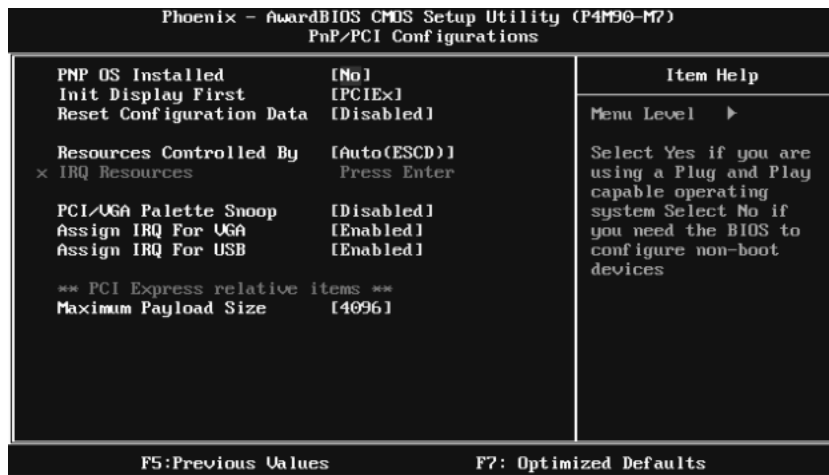 Phoenix - AwardBIOS CMOS Setup Utility (P4M90-M7)
PnP/PCI Configurations
PNP OS Installed [No]
Init Display First [PCIEx]
Reset Configuration Data [Disabled]
Resources Controlled By [Auto(ESCD)]
x IRQ Resources Press Enter
PCI/VGA Palette Snoop [Disabled]
Assign IRQ For VGA [Enabled]
Assign IRQ For USB [Enabled]
** PCI Express relative items **
Maximum Payload Size [4096]
Item Help
Menu Level ▶
Select Yes if you are
using a Plug and Play
capable operating
system Select No if
you need the BIOS to
configure non-boot
devices
F5:Previous Values F7: Optimized Defaults